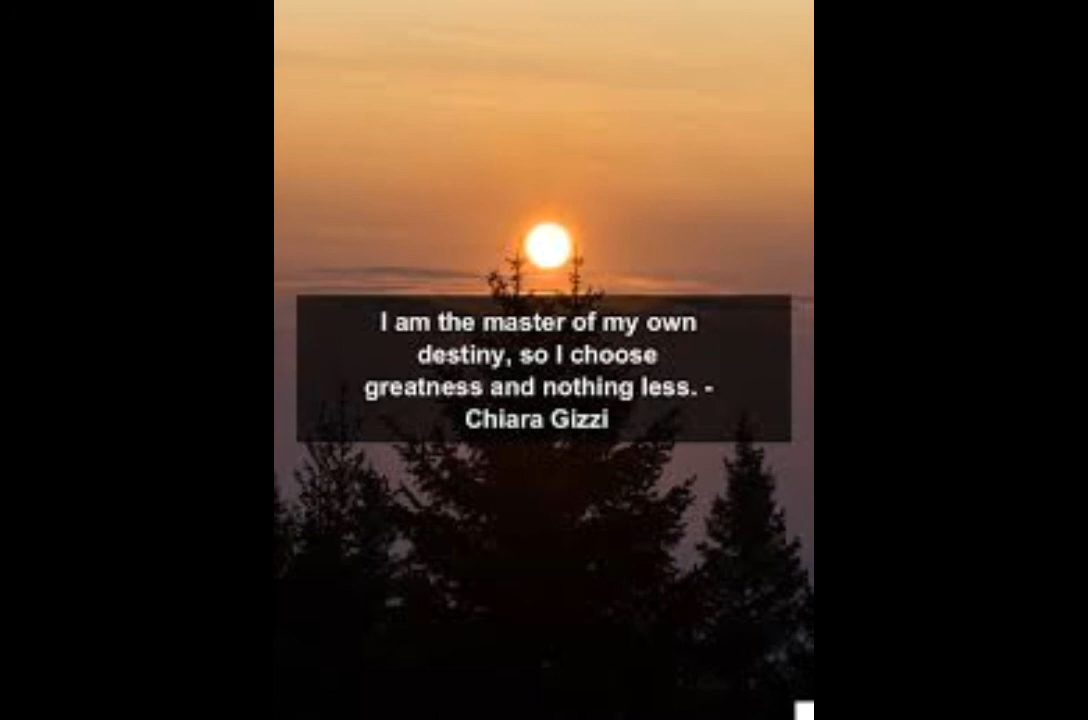 I am the master of my own
destiny, so I choose
greatness and nothing less. -
Chiara Gizzi